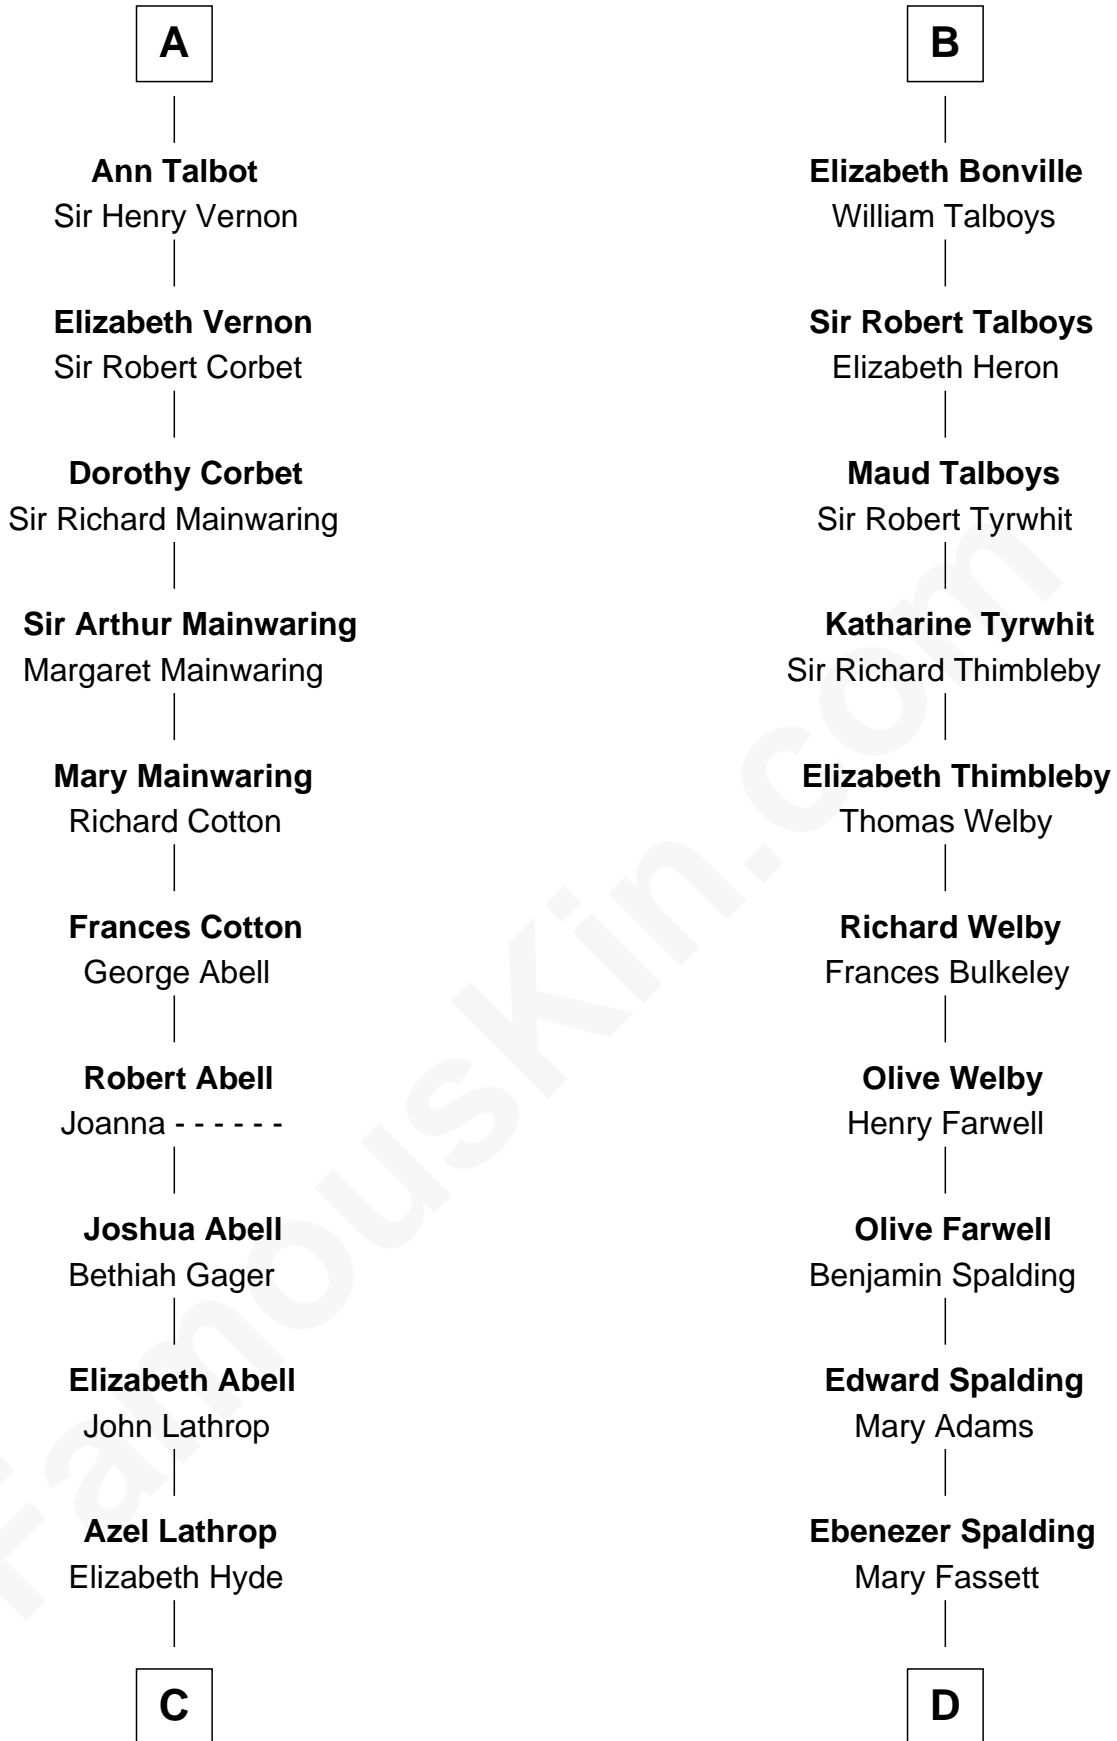 A
Ann Talbot
Sir Henry Vernon
Elizabeth Vernon
Sir Robert Corbet
Dorothy Corbet
Sir Richard Mainwaring
Sir Arthur Mainwaring
Margaret Mainwaring
Mary Mainwaring
Richard Cotton
Frances Cotton
George Abell
Robert Abell
Joanna - - - - - -
Joshua Abell
Bethiah Gager
Elizabeth Abell
John Lathrop
Azel Lathrop
Elizabeth Hyde
C
B
Elizabeth Bonville
William Talboys
Sir Robert Talboys
Elizabeth Heron
Maud Talboys
Sir Robert Tyrwhit
Katharine Tyrwhit
Sir Richard Thimbleby
Elizabeth Thimbleby
Thomas Welby
Richard Welby
Frances Bulkeley
Olive Welby
Henry Farwell
Olive Farwell
Benjamin Spalding
Edward Spalding
Mary Adams
Ebenezer Spalding
Mary Fassett
D
FamousKin.com